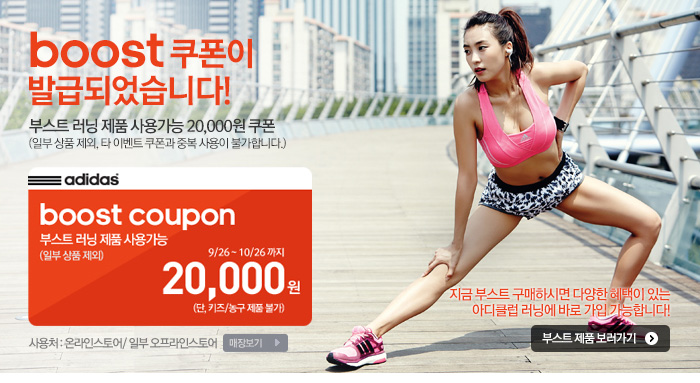 boost 쿠폰이
발급되었습니다!
부스트 러닝 제품 사용가능 20,000원 쿠폰
(일부 상품 제외, 타 이벤트 쿠폰과 중복 사용이 불가합니다.)
adidas
boost coupon
부스트 러닝 제품 사용가능
(일부 상품 제외)
9/26 ~ 10/26 까지
20,000원
(단, 키즈/농구 제품 불가)
사용처 : 온라인스토어/ 일부 오프라인스토어
매장보기
지금 부스트 구매하시면 다양한 혜택이 있는
아디클럽 러닝에 바로 가입 가능합니다!
부스트 제품 보러가기